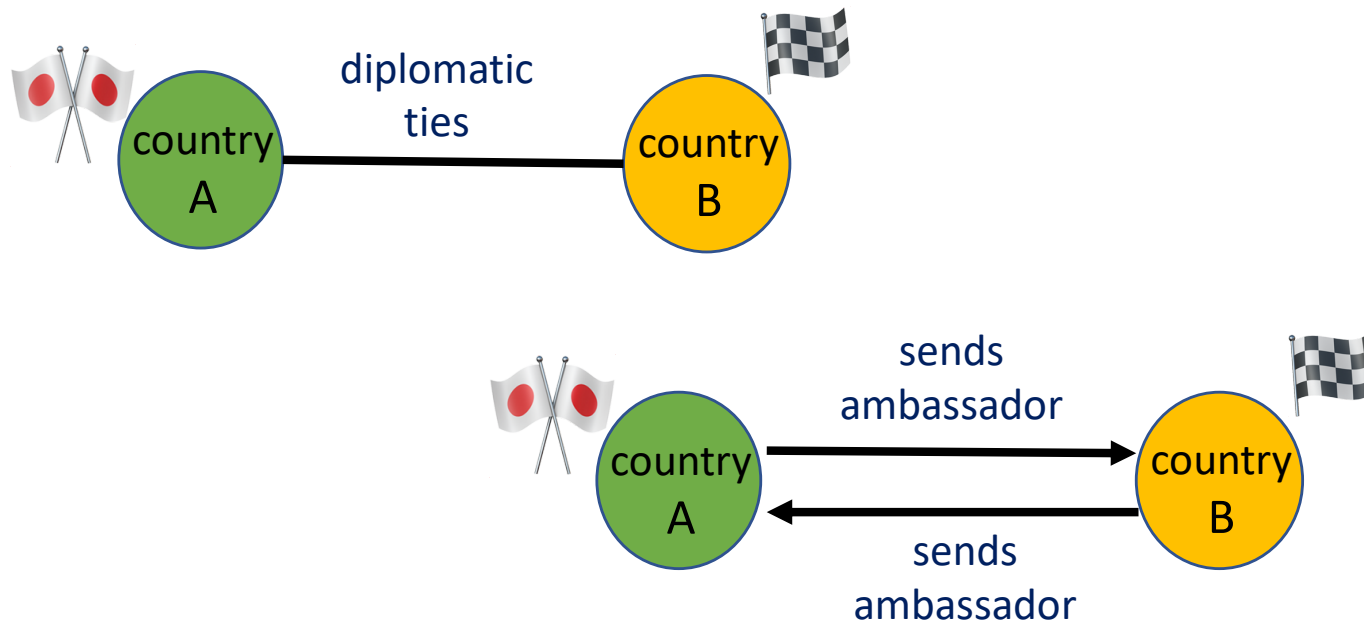 diplomatic
ties
country
A
country
B
sends
ambassador
country
A
country
B
sends
ambassador